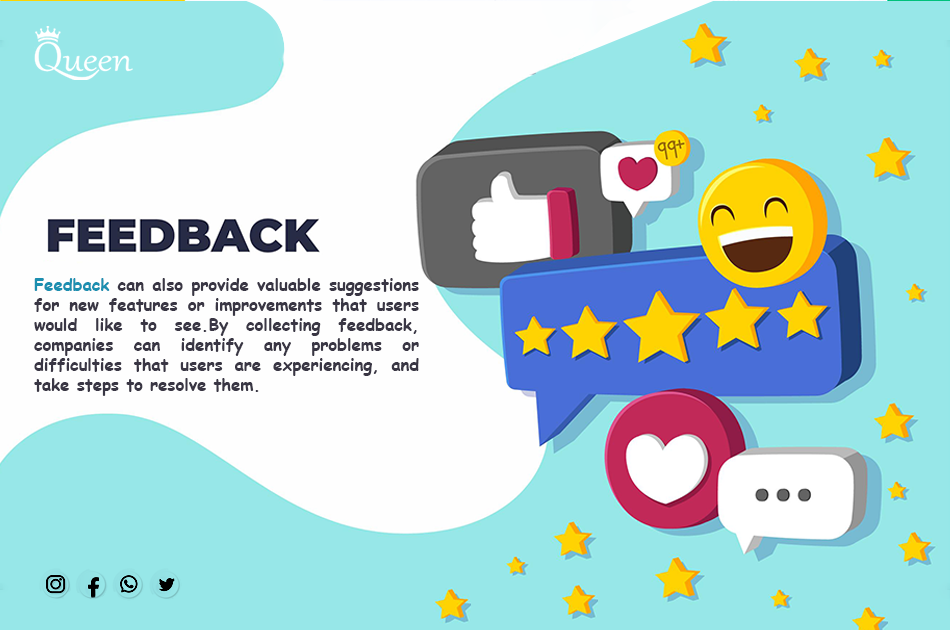 Queen
99+
FEEDBACK
Feedback can also provide valuable suggestions
for new features or improvements that users
would like to see.By collecting feedback,
companies can identify any problems or
difficulties that users are experiencing, and
take steps to resolve them.